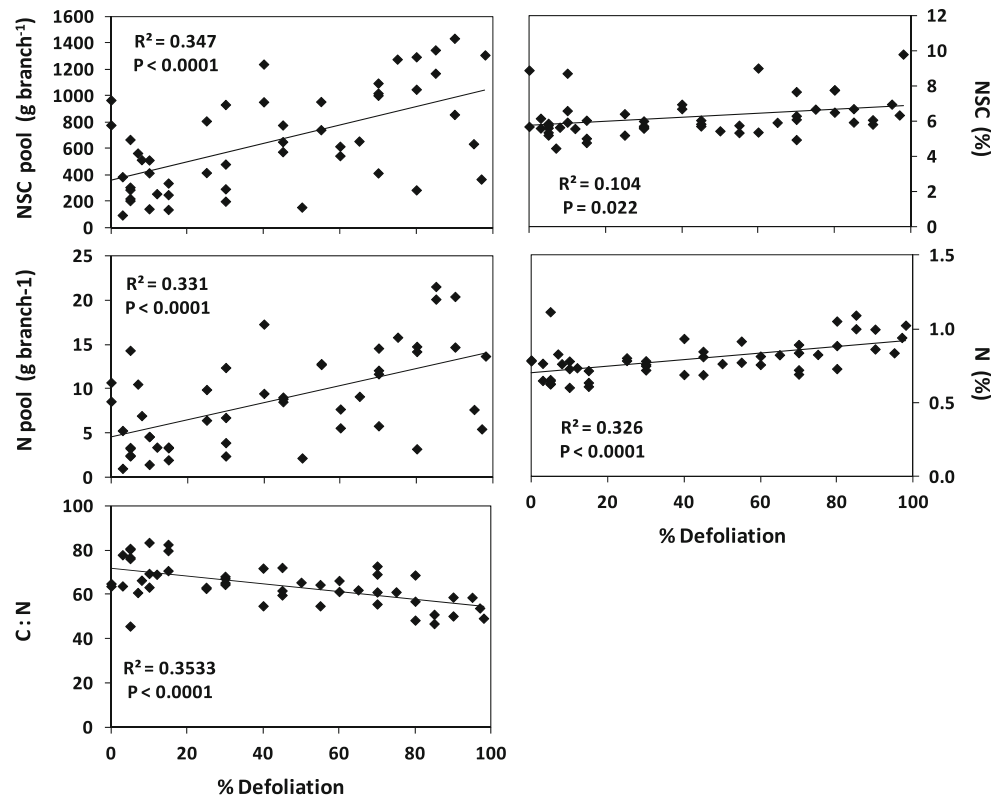 NSC pool (g branch⁻¹)
1600
1400
1200
1000
800
600
400
200
0
R² = 0.347
P < 0.0001
12
10
8
6
4
2
0
NSC (%)
R² = 0.104
P = 0.022
N pool (g branch-1)
25
20
15
10
5
0
R² = 0.331
P < 0.0001
1.5
1.0
0.5
0.0
N (%)
R² = 0.326
P < 0.0001
0 20 40 60 80 100
% Defoliation
C : N
100
80
60
40
20
0
R² = 0.3533
P < 0.0001
0 20 40 60 80 100
% Defoliation